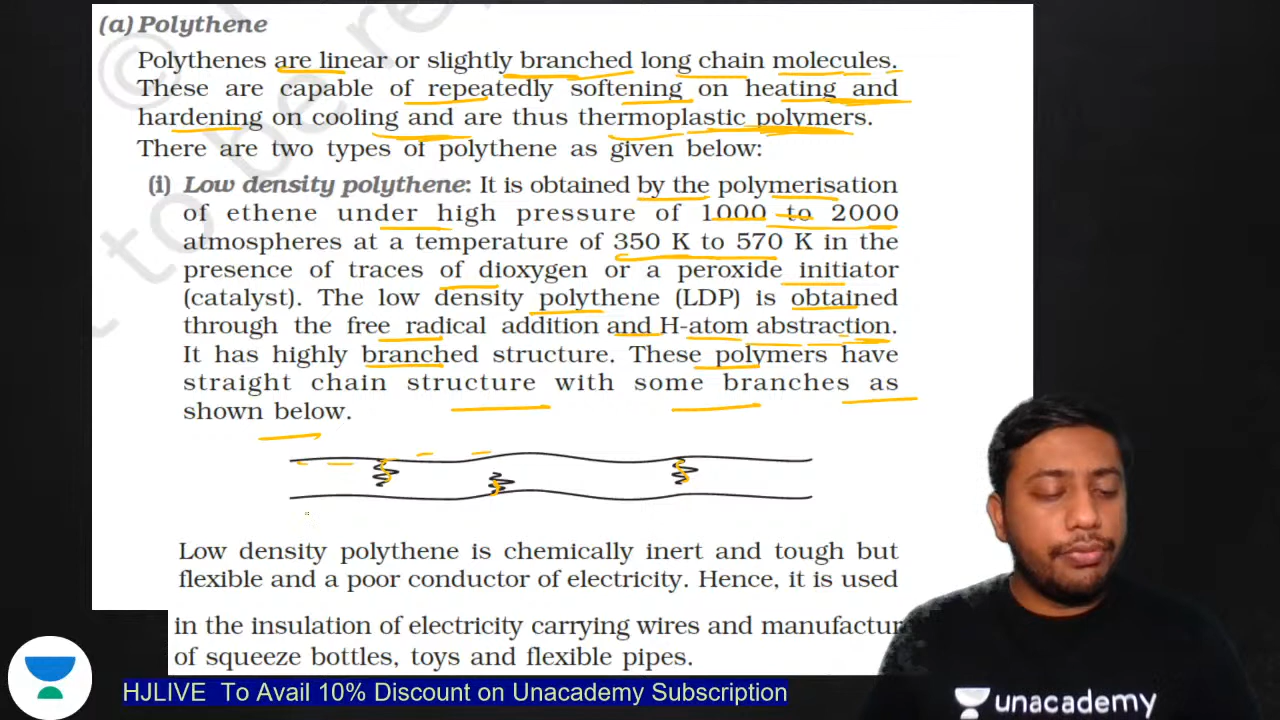 (a) Polythene
Polythenes are linear or slightly branched long chain molecules.
These are capable of repeatedly softening on heating and
hardening on cooling and are thus thermoplastic polymers.
There are two types of polythene as given below:
(i) Low density polythene: It is obtained by the polymerisation
of ethene under high pressure of 1000 to 2000
atmospheres at a temperature of 350 K to 570 K in the
presence of traces of dioxygen or a peroxide initiator
(catalyst). The low density polythene (LDP) is obtained
through the free radical addition and H-atom abstraction.
It has highly branched structure. These polymers have
straight chain structure with some branches as
shown below.
Low density polythene is chemically inert and tough but
flexible and a poor conductor of electricity. Hence, it is used
in the insulation of electricity carrying wires and manufactur
of squeeze bottles, toys and flexible pipes.
HJLIVE To Avail 10% Discount on Unacademy Subscription
unacademy